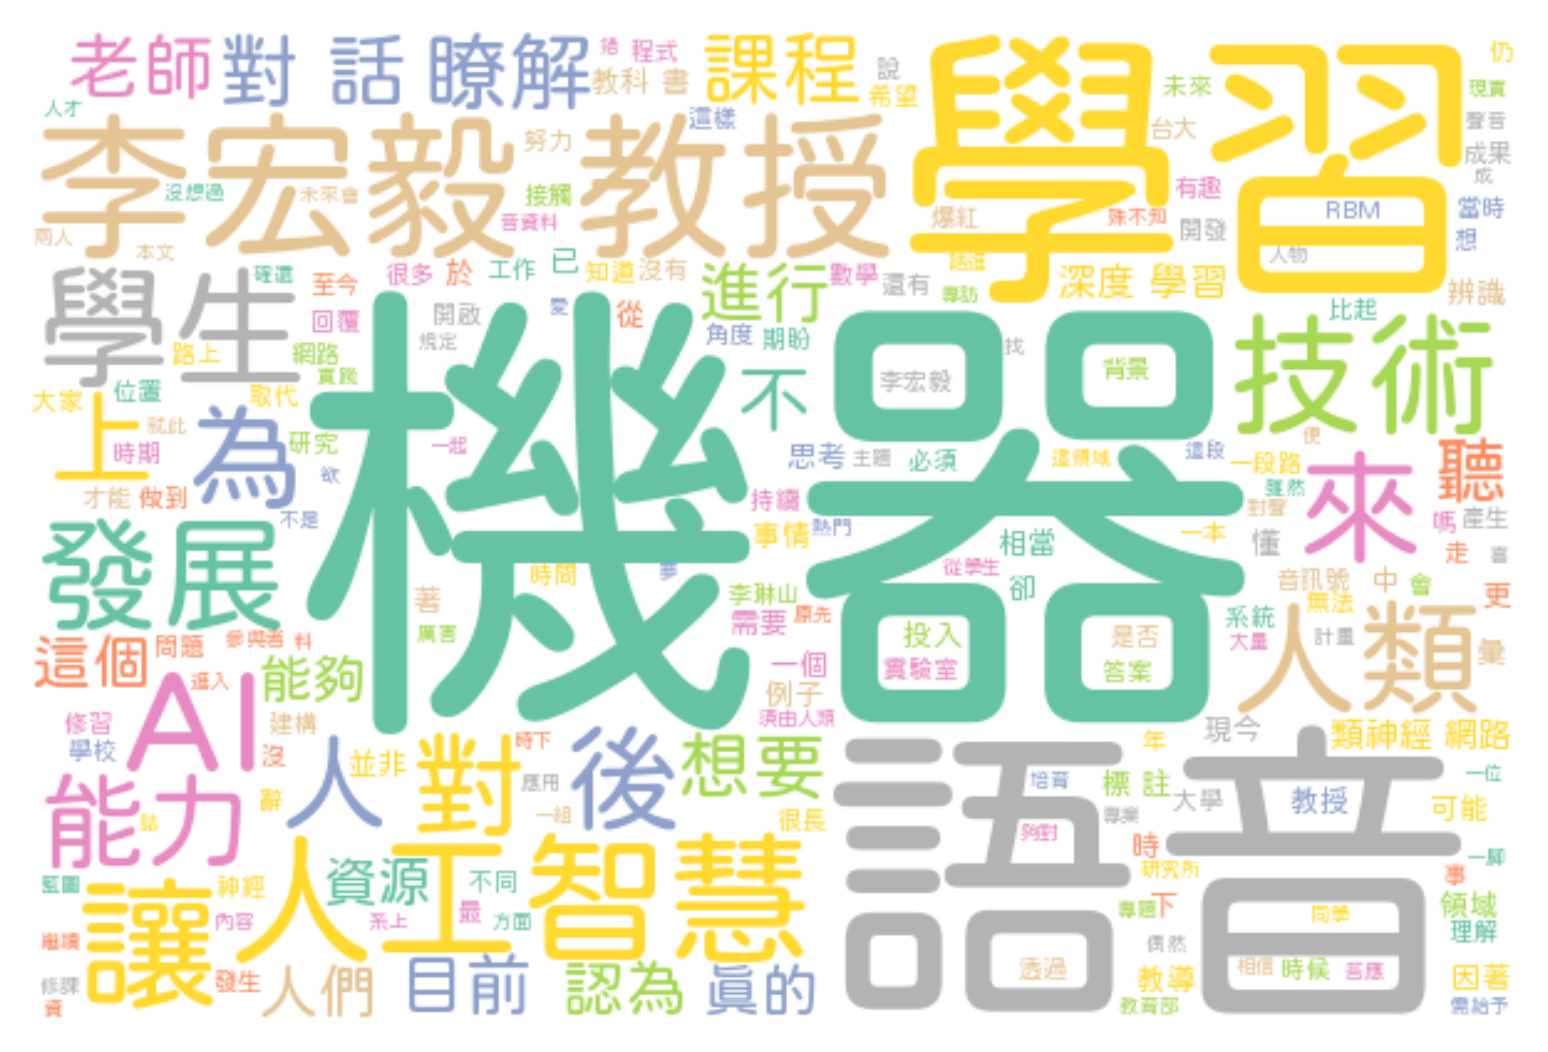 老師 對話 瞭解 程式 教科書 課程 說 希望 學習 未來 台大 仍 現實 聲音 成果 成
人才 李宏毅 教授 這樣 努力 接觸 音資料 沒想過 未來會 兩人 本文
有趣 爆紅 殊不知 開發 RBM 人物 當時 想
學生 確還 至今 回覆 很多 於 工作 已 知道 沒有 進行 數學 還有 專訪 深度學習 比起 辨識
開啟 規定 愛 從 角度 期盼 找
路上 網路 實踐 取代 大家 位置 就此 時期 上 為 研究 欲 一起
機器 不 李宏毅 背景 技術
思考 主題 必須 這領域 這段 便 一段路 雖然 對聲 來 聽
才能 做到 不是 持續 事情 熱門 相當 一本 懂 嗎 產生 走 喜
發展 時間 夢 著 厲害 從學生 卻 李琳山 需要 原先 音訊號 中 會 無法 更
這個 問題 參與者 料 能夠 進入 投入 實驗室 是否 答案 系統 大量 計畫 人類 彙
一個 例子 須由人類
AI 修習 學校 建構 沒 時下 現今 類神經網路
能力 辭 誌 人 並非 對 應用 一組 後 想要 很長 語音 培育 夠對 年 標註 專業 大學 教授 一位 可能
時 研究所 一腳 事
藍圖 讓 神經 內容 人工智慧 資源 系上 不同 最 方面 專題 下 同學 領域 理解
繼續 修課 資 發生 人們 目前 認為 真的 透過 偶然 教導 教育部 相信 時候 答應 因著 需給予